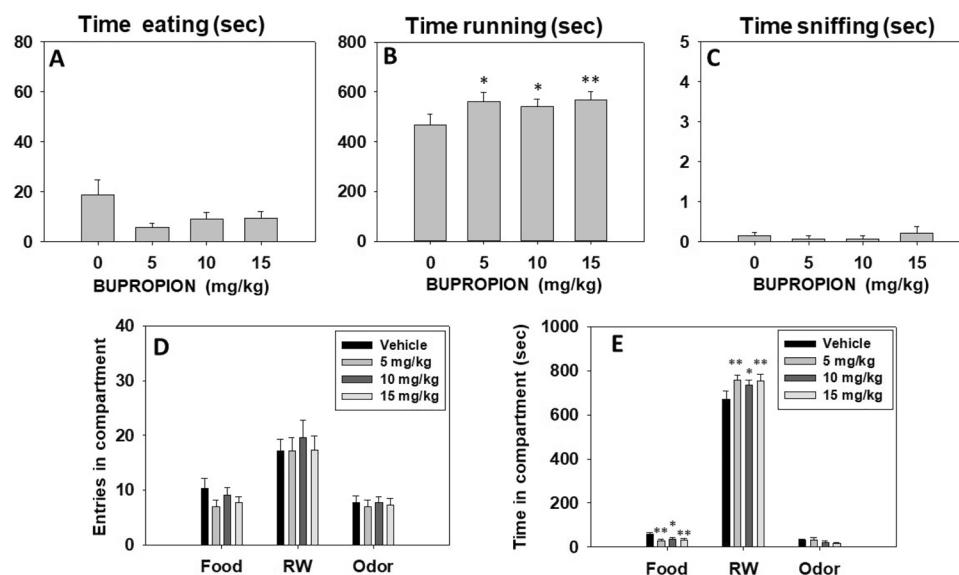 Time eating (sec)
A
80
60
40
20
0
0 5 10 15
BUPROPION (mg/kg)
Time running (sec)
B
800
600
400
200
0
* * **
0 5 10 15
BUPROPION (mg/kg)
Time sniffing (sec)
C
5
4
3
2
1
0
0 5 10 15
BUPROPION (mg/kg)
D
Entries in compartment
40
30
20
10
0
Vehicle
5 mg/kg
10 mg/kg
15 mg/kg
Food RW Odor
E
Time in compartment (sec)
1000
800
600
400
200
0
Vehicle
5 mg/kg
10 mg/kg
15 mg/kg
** * **
** * **
Food RW Odor